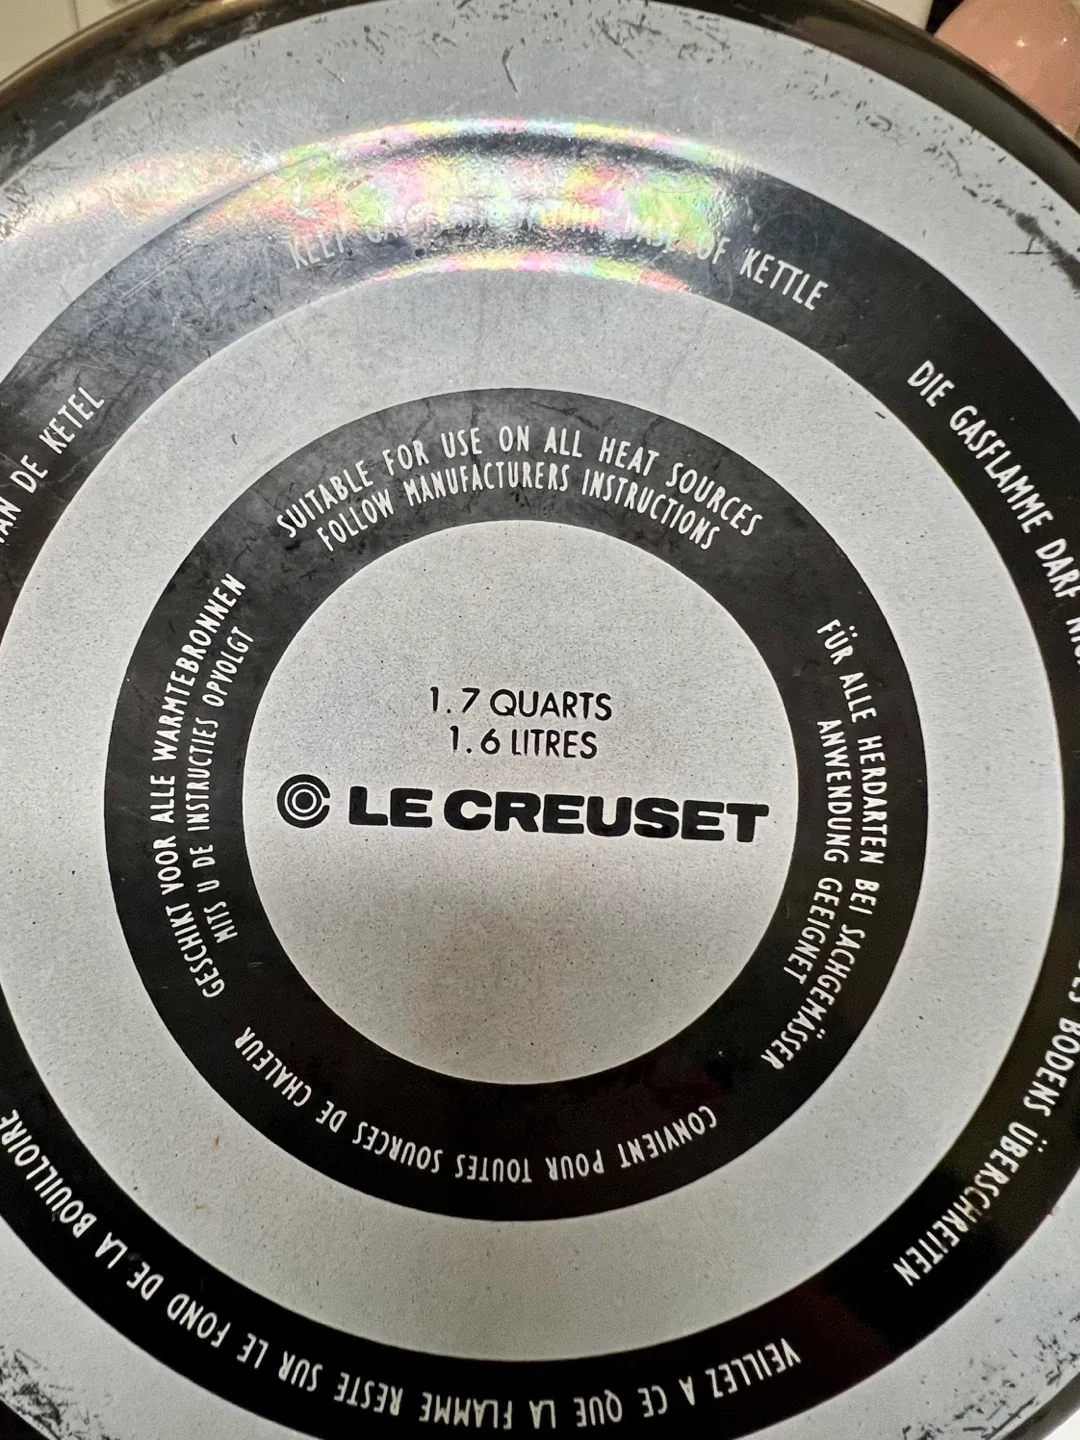 KEEP GAS FLAME WITHIN BASE OF KETTLE
DIE GASFLAMME DARF
BODENS ÜBERSCHREITEN
VEILLEZ A CE QUE LA FLAMME RESTE SUR LE FOND DE LA BOUILLOIRE
DE KETEL
SUITABLE FOR USE ON ALL HEAT SOURCES
FOLLOW MANUFACTURERS INSTRUCTIONS
FÜR ALLE HERDARTEN BEI SACHGEMÄSSER
ANWENDUNG GEEIGNET
CONVIENT POUR TOUTES SOURCES DE CHALEUR
GESCHIKT VOOR ALLE WARMTEBRONNEN
MITS U DE INSTRUCTIES OPVOLGT
1.7 QUARTS
1.6 LITRES
LE CREUSET